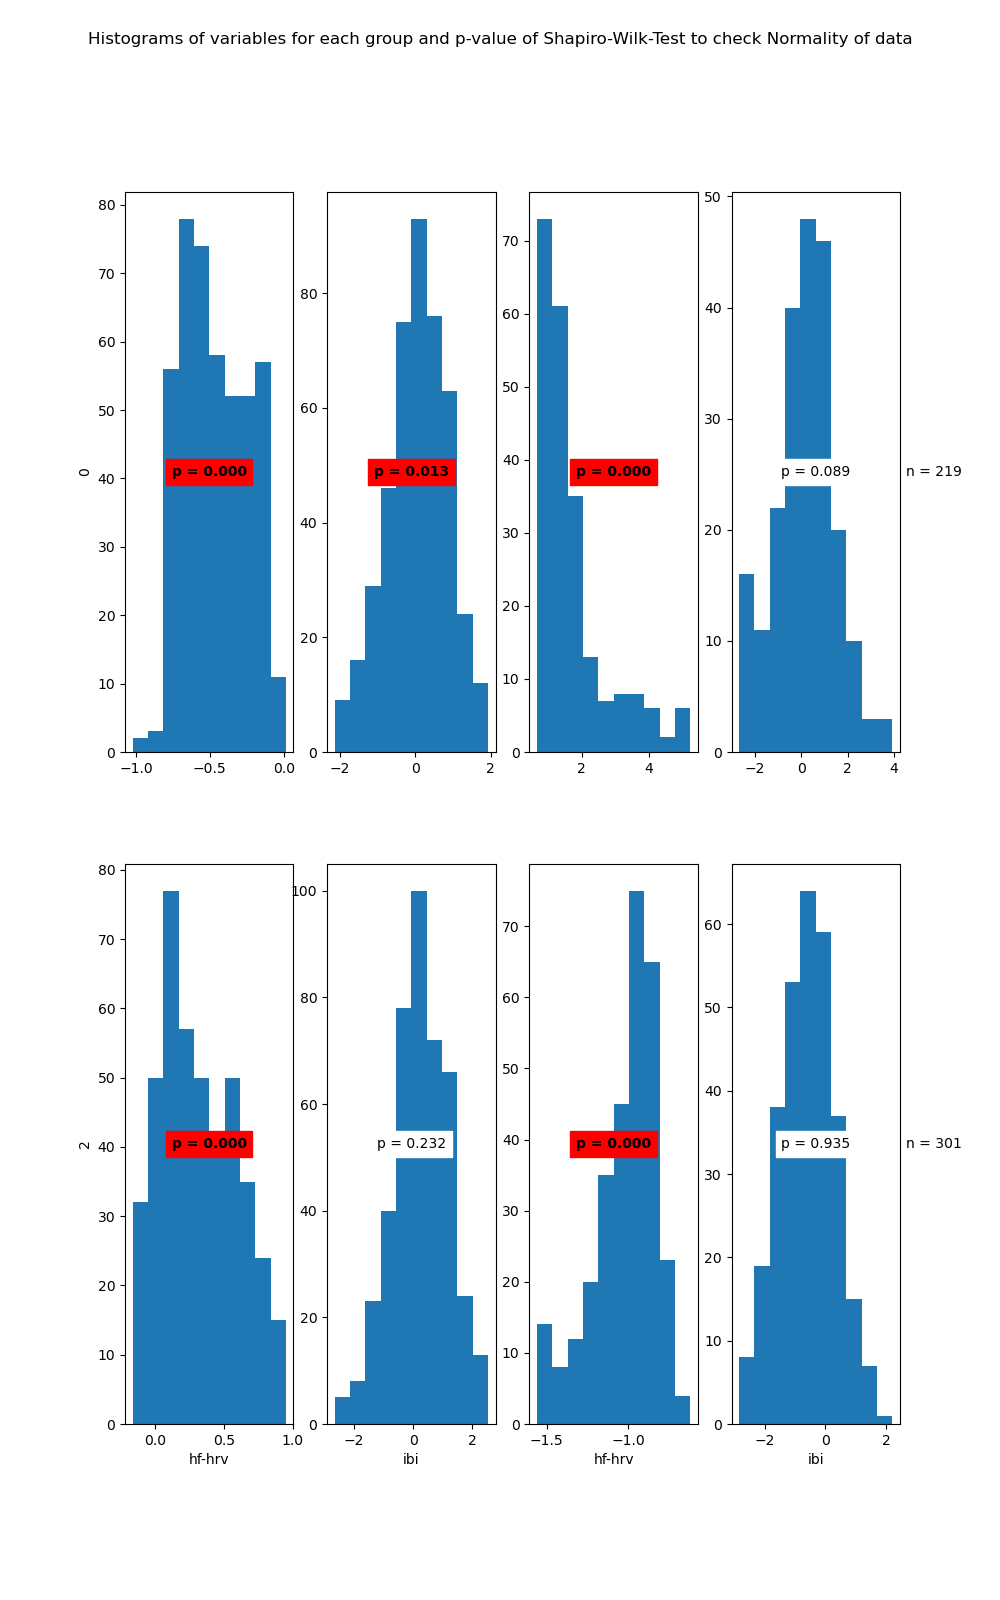 Histograms of variables for each group and p-value of Shapiro-Wilk-Test to check Normality of data
0
80
70
60
50
40
30
20
10
0
−1.0 −0.5 0.0
p = 0.000
80
60
40
20
0
−2 0 2
p = 0.013
70
60
50
40
30
20
10
0
2 4
p = 0.000
50
40
30
20
10
0
−2 0 2 4
p = 0.089
n = 219
2
80
70
60
50
40
30
20
10
0
0.0 0.5 1.0
hf-hrv
p = 0.000
100
80
60
40
20
0
−2 0 2
ibi
p = 0.232
70
60
50
40
30
20
10
0
−1.5 −1.0
hf-hrv
p = 0.000
60
50
40
30
20
10
0
−2 0 2
ibi
p = 0.935
n = 301